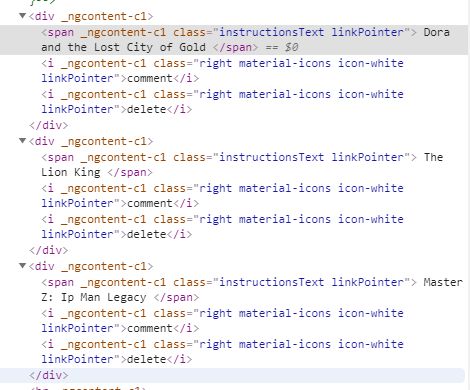 ▼<div _ngcontent-c1>
<span _ngcontent-c1 class="instructionsText linkPointer"> Dora
and the Lost City of Gold </span> == $0
<i _ngcontent-c1 class="right material-icons icon-white
linkPointer">comment</i>
<i _ngcontent-c1 class="right material-icons icon-white
linkPointer">delete</i>
</div>
▼<div _ngcontent-c1>
<span _ngcontent-c1 class="instructionsText linkPointer"> The
Lion King </span>
<i _ngcontent-c1 class="right material-icons icon-white
linkPointer">comment</i>
<i _ngcontent-c1 class="right material-icons icon-white
linkPointer">delete</i>
</div>
▼<div _ngcontent-c1>
<span _ngcontent-c1 class="instructionsText linkPointer"> Master
Z: Ip Man Legacy </span>
<i _ngcontent-c1 class="right material-icons icon-white
linkPointer">comment</i>
<i _ngcontent-c1 class="right material-icons icon-white
linkPointer">delete</i>
</div>